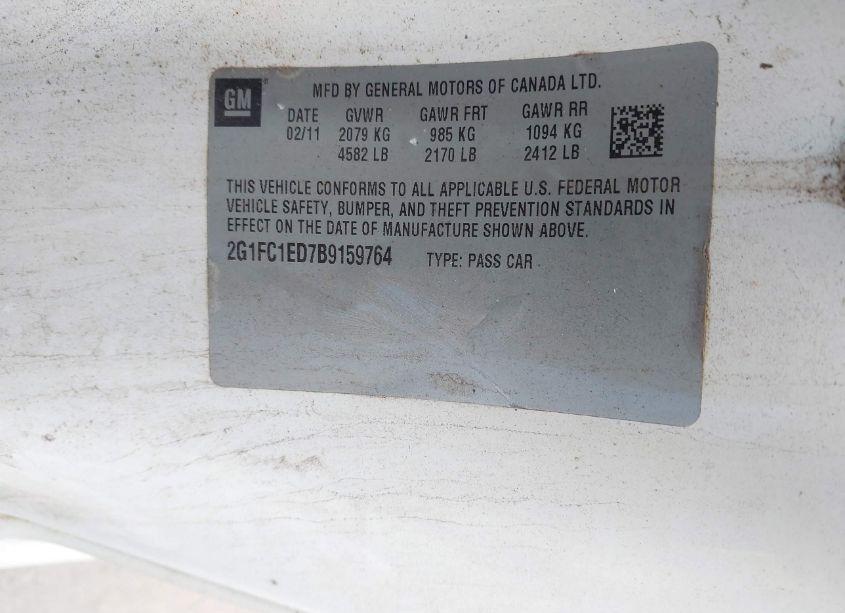 GM
MFD BY GENERAL MOTORS OF CANADA LTD.
DATE GVWR GAWR FRT GAWR RR
02/11 2079 KG 985 KG 1094 KG
4582 LB 2170 LB 2412 LB
THIS VEHICLE CONFORMS TO ALL APPLICABLE U.S. FEDERAL MOTOR
VEHICLE SAFETY, BUMPER, AND THEFT PREVENTION STANDARDS IN
EFFECT ON THE DATE OF MANUFACTURE SHOWN ABOVE.
2G1FC1ED7B9159764 TYPE: PASS CAR